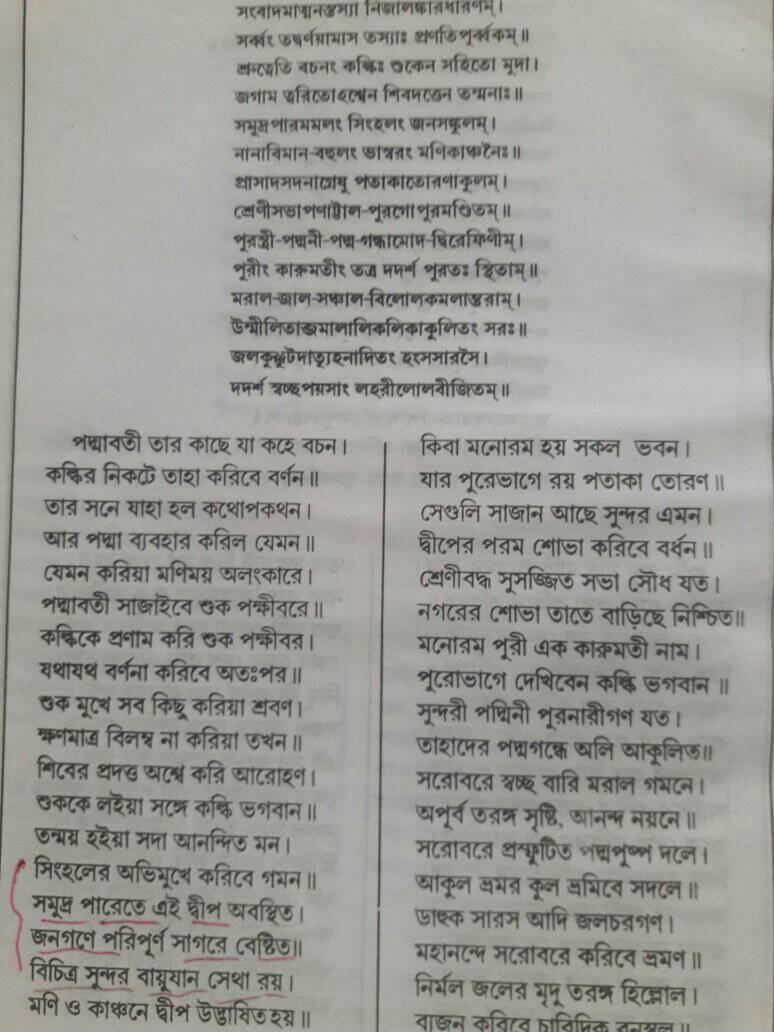 সংবাদমাত্মনস্তস্যা নিজালঙ্কারধারণম্।
সর্ব্বং তদ্বর্ণয়ামাস তস্যাঃ প্রণতিপূর্ব্বকম্॥
শ্রুত্বেতি বচনং কল্কিঃ শুকেন সহিতো মুদা।
জগাম ত্বরিতোহশ্বেন শিবদত্তেন তন্মনাঃ॥
সমুদ্রপারমমলং সিংহলং জনসঙ্কুলম্।
নানাবিমান-বহুলং ভাস্বরং মণিকাঞ্চনৈঃ॥
প্রাসাদসদনাগ্রেষু পতাকাতোরণাকুলম্।
শ্রেণীসভাপণাট্টাল-পুরগোপুরমণ্ডিতম্॥
পুরস্ত্রী-পদ্মিনী-পদ্ম-গন্ধামোদ-দ্বিরেফিণীম্।
পুরীং কারুমতীং তত্র দদর্শ পুরতঃ স্থিতাম্॥
মরাল-জাল-সঞ্চাল-বিলোলকমলান্তরাম্।
উন্মীলিতাব্জমালালিকলিকাকুলিতং সরঃ॥
জলকুক্কুটদাত্যূহনাদিতং হংসসারসৈ।
দদর্শ স্বচ্ছপয়সাং লহরীলোলবীজিতম্॥
পদ্মাবতী তার কাছে যা কহে বচন।
কল্কির নিকটে তাহা করিবে বর্ণন॥
তার সনে যাহা হল কথোপকথন।
আর পদ্মা ব্যবহার করিল যেমন॥
যেমন করিয়া মণিময় অলংকারে।
পদ্মাবতী সাজাইবে শুক পক্ষীবরে॥
কল্কিকে প্রণাম করি শুক পক্ষীবর।
যথাযথ বর্ণনা করিবে অতঃপর॥
শুক মুখে সব কিছু করিয়া শ্রবণ।
ক্ষণমাত্র বিলম্ব না করিয়া তখন॥
শিবের প্রদত্ত অশ্বে করি আরোহণ।
শুককে লইয়া সঙ্গে কল্কি ভগবান॥
তন্ময় হইয়া সদা আনন্দিত মন।
সিংহলের অভিমুখে করিবে গমন॥
সমুদ্র পারেতে এই দ্বীপ অবস্থিত।
জনগণে পরিপূর্ণ সাগরে বেষ্টিত॥
বিচিত্র সুন্দর বায়ুযান সেথা রয়।
মণি ও কাঞ্চনে দ্বীপ উদ্ভাষিত হয়॥
কিবা মনোরম হয় সকল ভবন।
যার পুরোভাগে রয় পতাকা তোরণ॥
সেগুলি সাজান আছে সুন্দর এমন।
দ্বীপের পরম শোভা করিবে বর্ধন॥
শ্রেণীবদ্ধ সুসজ্জিত সভা সৌধ যত।
নগরের শোভা তাতে বাড়িছে নিশ্চিত॥
মনোরম পুরী এক কারুমতী নাম।
পুরোভাগে দেখিবেন কল্কি ভগবান॥
সুন্দরী পদ্মিনী পুরনারীগণ যত।
তাহাদের পদ্মগন্ধে অলি আকুলিত॥
সরোবরে স্বচ্ছ বারি মরাল গমনে।
অপূর্ব তরঙ্গ সৃষ্টি, আনন্দ নয়নে॥
সরোবরে প্রস্ফুটিত পদ্মপুষ্প দলে।
আকুল ভ্রমর কুল ভ্রমিবে সদলে॥
ডাহুক সারস আদি জলচরগণ।
মহানন্দে সরোবরে করিবে ভ্রমণ॥
নির্মল জলের মৃদু তরঙ্গ হিল্লোল।
বাজন করিবে চারিদিক